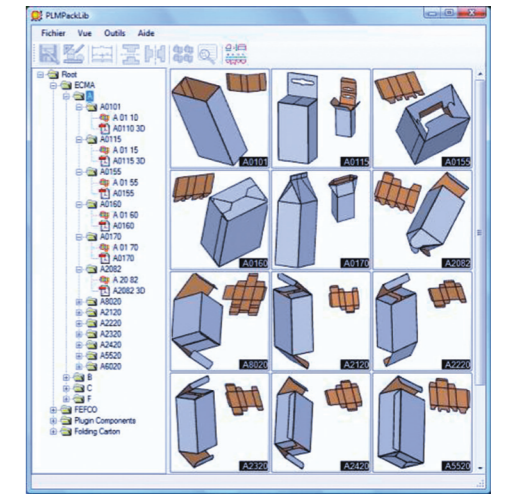 PLMPackLib
Fichier Vue Outils Aide
Root
ECMA
A
A0101
A 01 10
A0110 3D
A0115
A 01 15
A0115 3D
A0155
A 01 55
A0155
A0160
A 01 60
A0160
A0170
A 01 70
A0170
A2082
A 20 82
A2082 3D
A8020
A2120
A2220
A2320
A2420
A5520
A6020
B
C
F
FEFCO
Plugin Components
Folding Carton
A0101 A0115 A0155
A0160 A0170 A2082
A8020 A2120 A2220
A2320 A2420 A5520